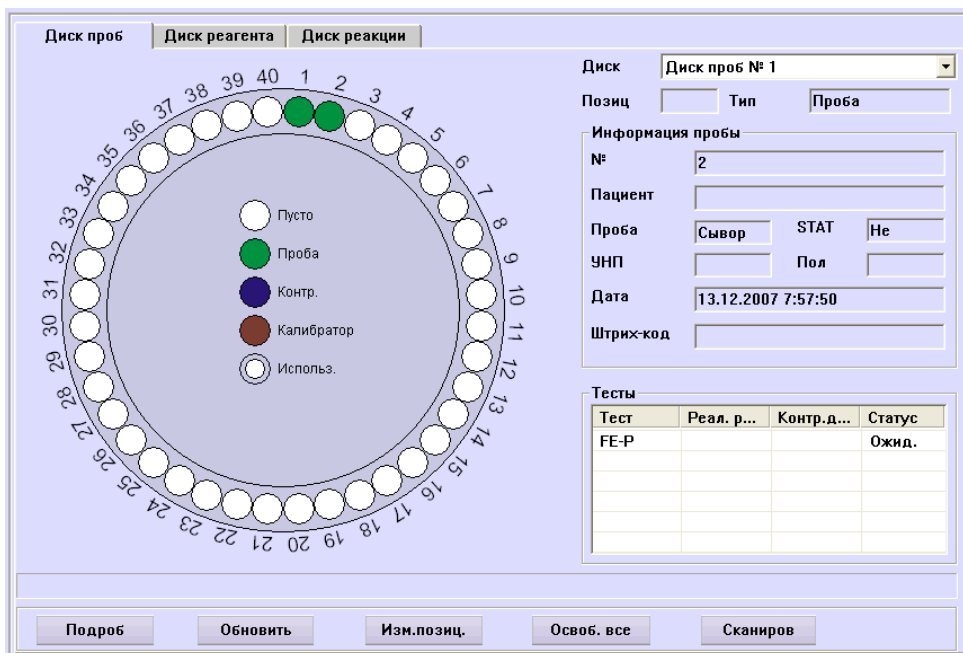 Диск проб Диск реагента Диск реакции
Диск Диск проб № 1
Позиц Тип Проба
Информация пробы
№ 2
Пациент
Проба Сывор STAT Не
УНП Пол
Дата 13.12.2007 7:57:50
Штрих-код
Тесты
Тест Реал. р... Контр.д... Статус
FE-P Ожид.
1
2
3
4
5
6
7
8
9
10
11
12
13
14
15
16
17
18
19
20
21
22
23
24
25
26
27
28
29
30
31
32
33
34
35
36
37
38
39
40
Пусто
Проба
Контр.
Калибратор
Использ.
Подроб Обновить Изм.позиц. Освоб. все Сканиров